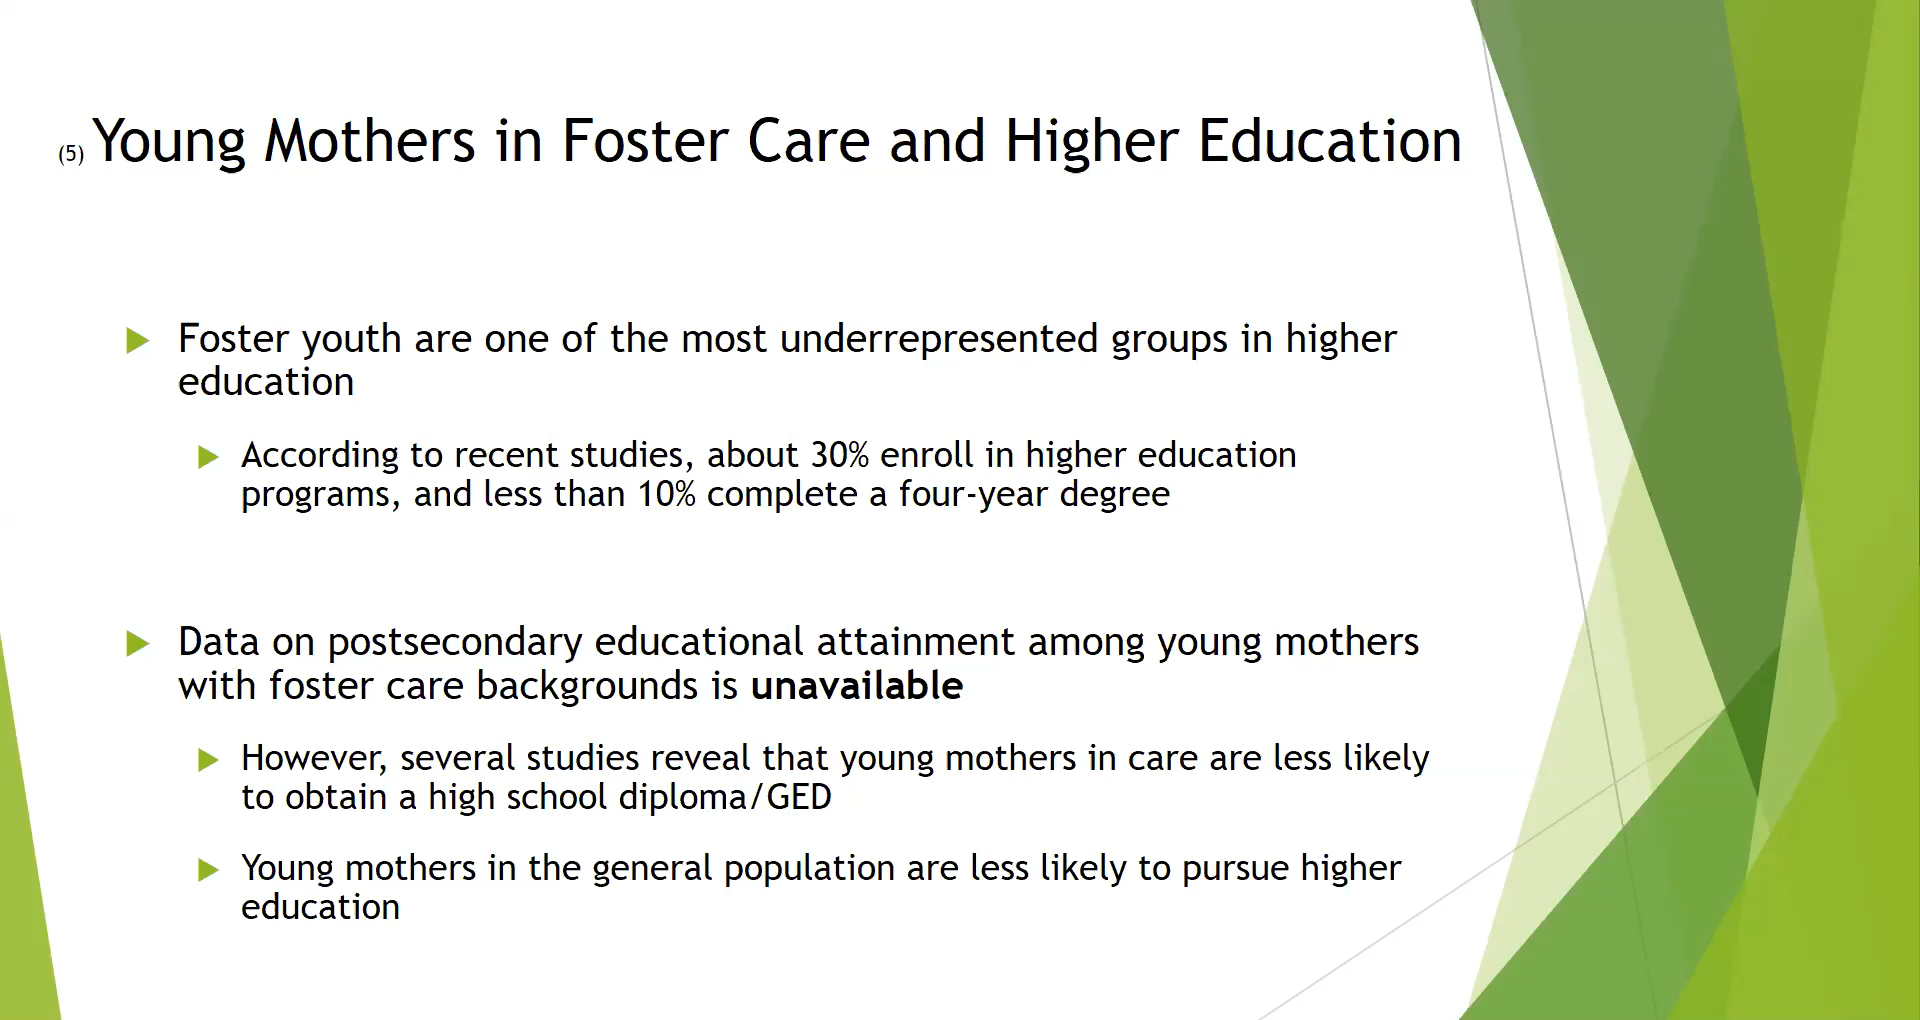 (5) Young Mothers in Foster Care and Higher Education
Foster youth are one of the most underrepresented groups in higher
education
According to recent studies, about 30% enroll in higher education
programs, and less than 10% complete a four-year degree
Data on postsecondary educational attainment among young mothers
with foster care backgrounds is unavailable
However, several studies reveal that young mothers in care are less likely
to obtain a high school diploma/GED
Young mothers in the general population are less likely to pursue higher
education